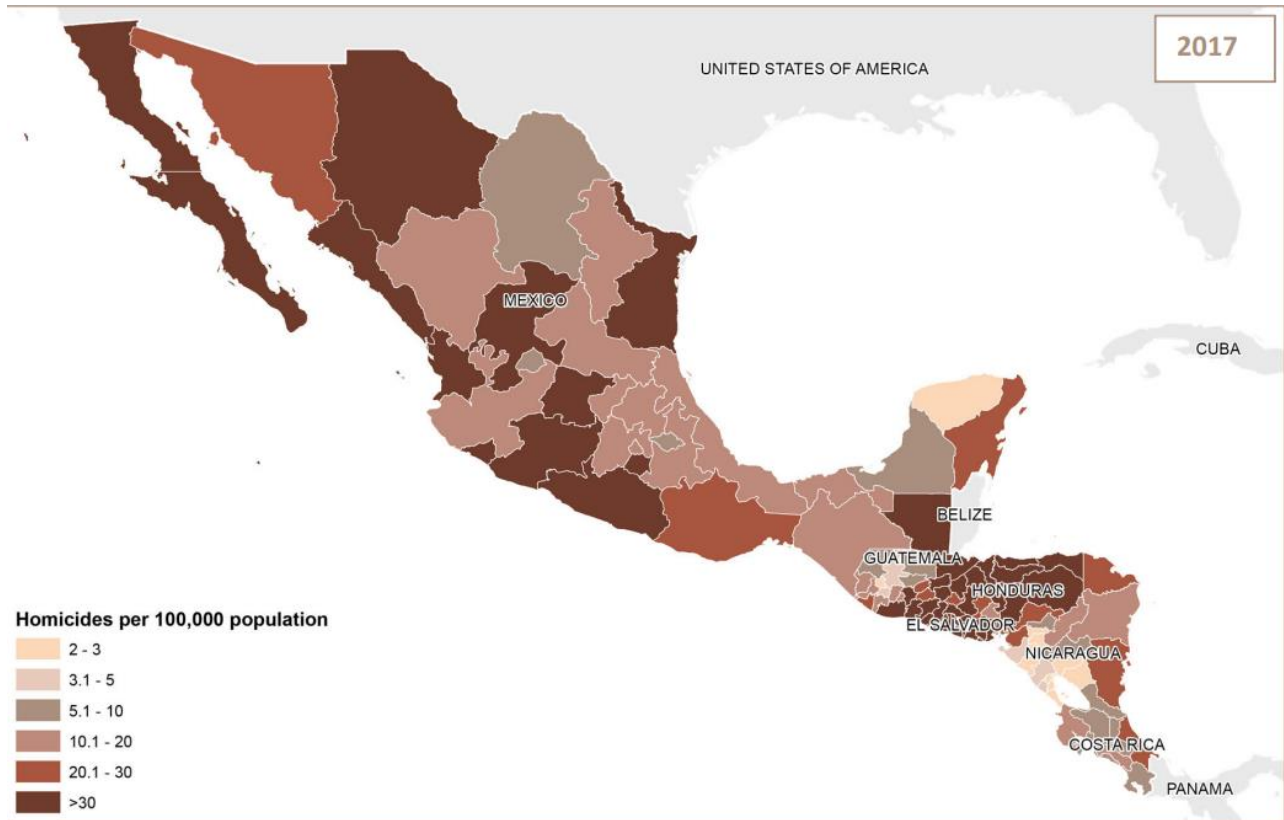 2017
UNITED STATES OF AMERICA
CUBA
MEXICO
BELIZE
GUATEMALA
HONDURAS
EL SALVADOR
NICARAGUA
COSTA RICA
PANAMA
Homicides per 100,000 population
2 - 3
3.1 - 5
5.1 - 10
10.1 - 20
20.1 - 30
>30